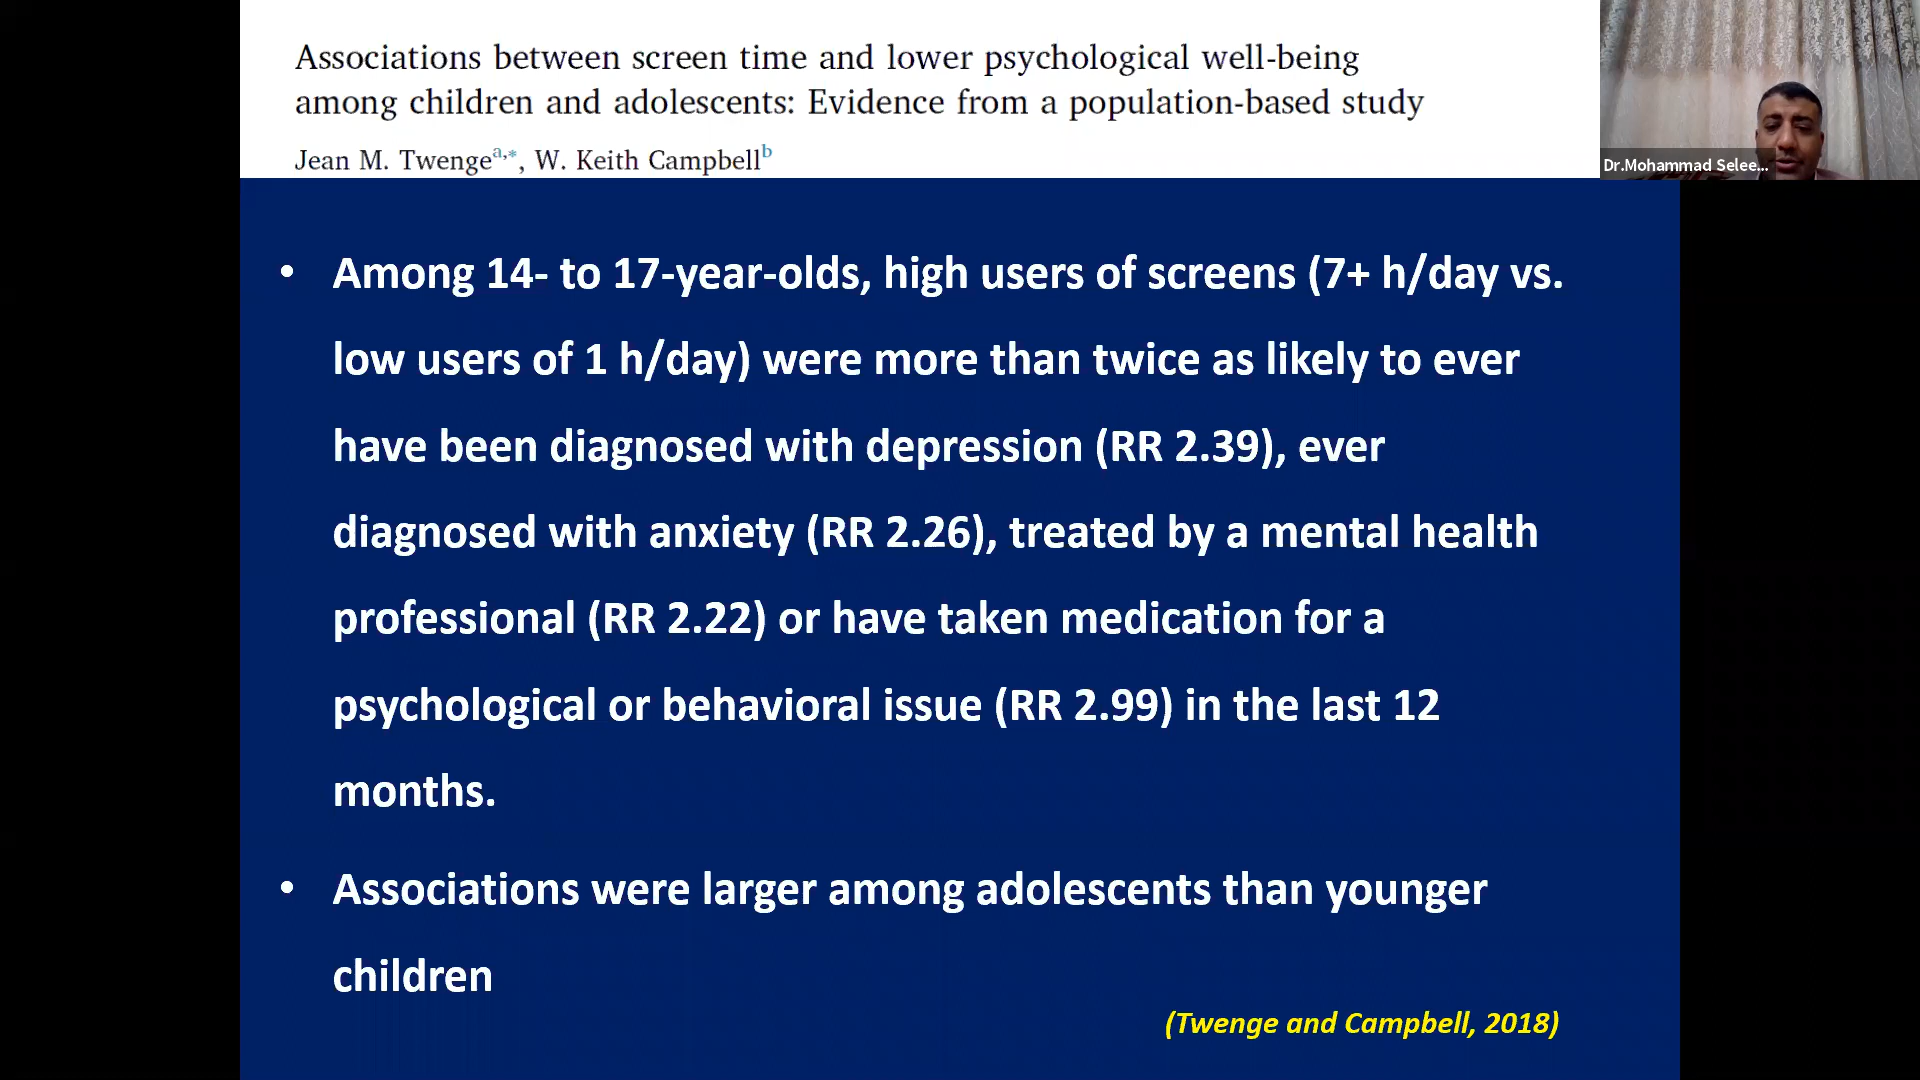 Associations between screen time and lower psychological well-being
among children and adolescents: Evidence from a population-based study
Jean M. Twenge a,*, W. Keith Campbell b
Dr.Mohammad Selee...
• Among 14- to 17-year-olds, high users of screens (7+ h/day vs.
low users of 1 h/day) were more than twice as likely to ever
have been diagnosed with depression (RR 2.39), ever
diagnosed with anxiety (RR 2.26), treated by a mental health
professional (RR 2.22) or have taken medication for a
psychological or behavioral issue (RR 2.99) in the last 12
months.
• Associations were larger among adolescents than younger
children
(Twenge and Campbell, 2018)